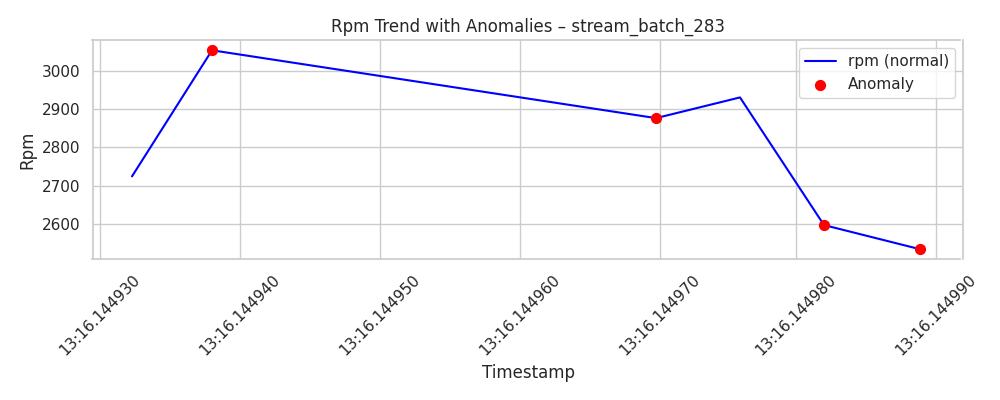 Rpm Trend with Anomalies – stream_batch_283
rpm (normal)
Anomaly
Rpm
3000
2900
2800
2700
2600
13:16.144930
13:16.144940
13:16.144950
13:16.144960
13:16.144970
13:16.144980
13:16.144990
Timestamp